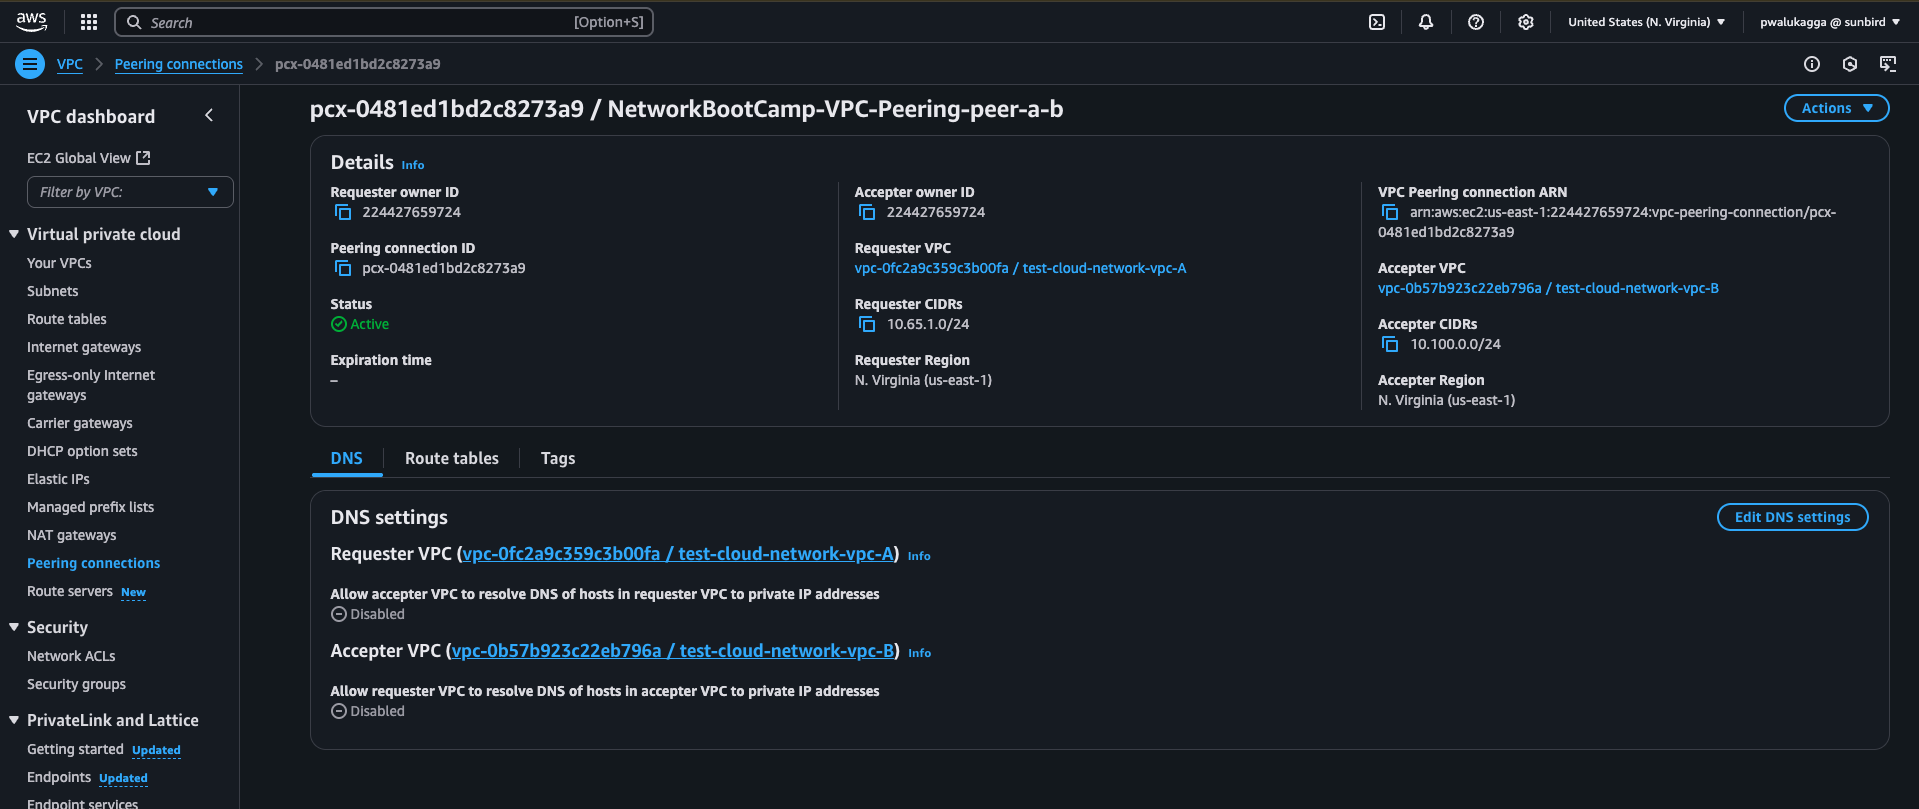 aws
Search [Option+S]
United States (N. Virginia)
pwalukagga @ sunbird
VPC
Peering connections
pcx-0481ed1bd2c8273a9
VPC dashboard
EC2 Global View
Filter by VPC:
Virtual private cloud
Your VPCs
Subnets
Route tables
Internet gateways
Egress-only Internet
gateways
Carrier gateways
DHCP option sets
Elastic IPs
Managed prefix lists
NAT gateways
Peering connections
Route servers New
Security
Network ACLs
Security groups
PrivateLink and Lattice
Getting started Updated
Endpoints Updated
Endpoint services
pcx-0481ed1bd2c8273a9 / NetworkBootCamp-VPC-Peering-peer-a-b
Actions
Details Info
Requester owner ID
224427659724
Peering connection ID
pcx-0481ed1bd2c8273a9
Status
Active
Expiration time
–
Accepter owner ID
224427659724
Requester VPC
vpc-0fc2a9c359c3b00fa / test-cloud-network-vpc-A
Requester CIDRs
10.65.1.0/24
Requester Region
N. Virginia (us-east-1)
VPC Peering connection ARN
arn:aws:ec2:us-east-1:224427659724:vpc-peering-connection/pcx-
0481ed1bd2c8273a9
Accepter VPC
vpc-0b57b923c22eb796a / test-cloud-network-vpc-B
Accepter CIDRs
10.100.0.0/24
Accepter Region
N. Virginia (us-east-1)
DNS
Route tables
Tags
DNS settings
Edit DNS settings
Requester VPC (vpc-0fc2a9c359c3b00fa / test-cloud-network-vpc-A) Info
Allow accepter VPC to resolve DNS of hosts in requester VPC to private IP addresses
Disabled
Accepter VPC (vpc-0b57b923c22eb796a / test-cloud-network-vpc-B) Info
Allow requester VPC to resolve DNS of hosts in accepter VPC to private IP addresses
Disabled